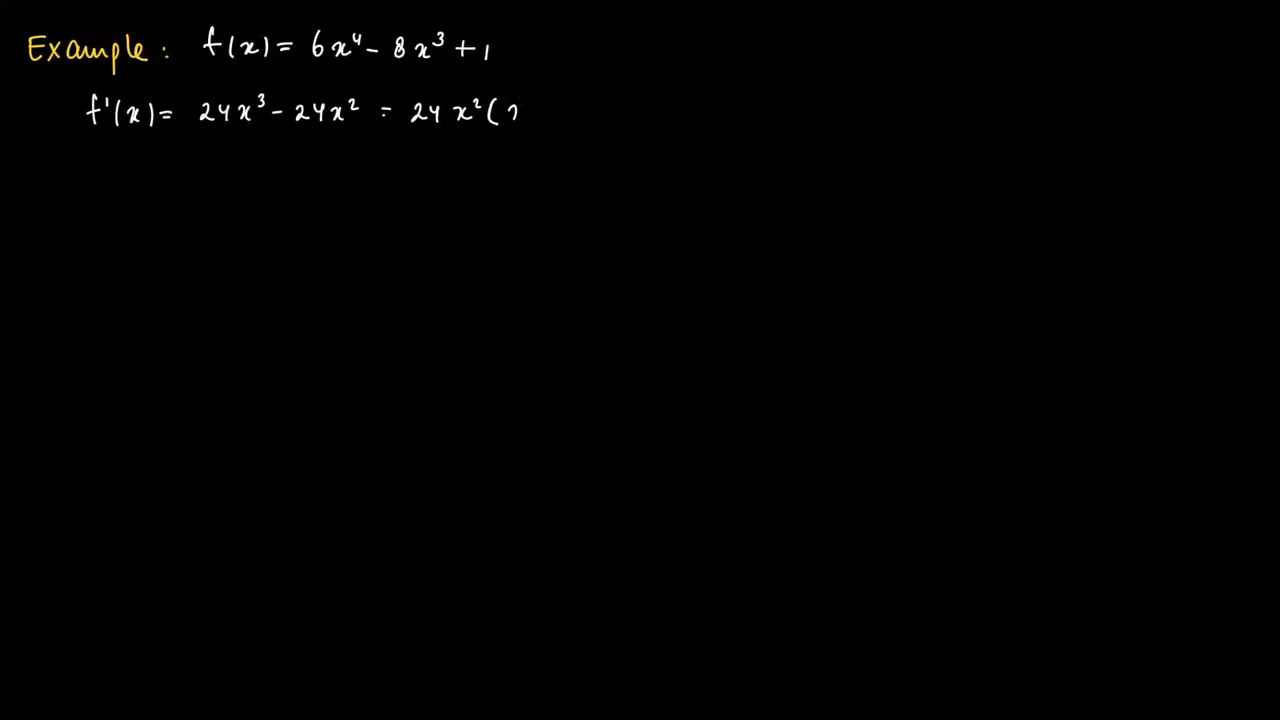 Example: f(x) = 6x⁴ - 8x³ + 1
f'(x) = 24x³ - 24x² = 24x²(